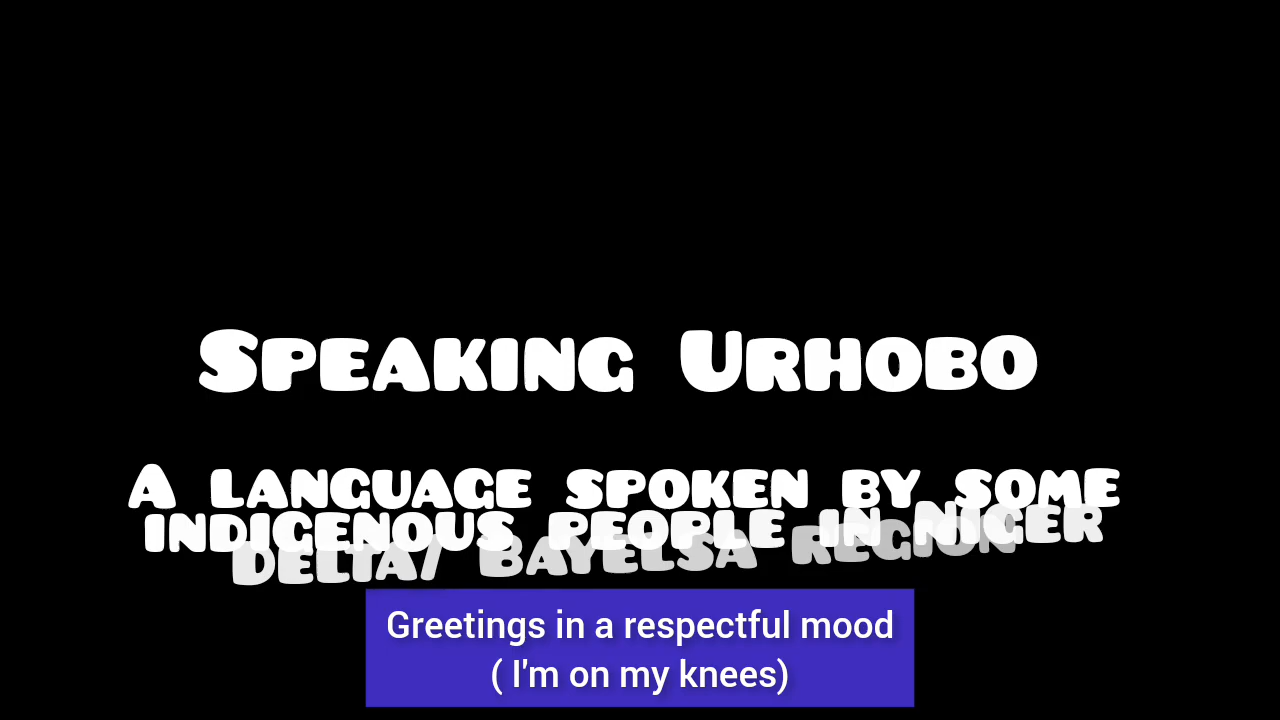 Speaking Urhobo
A language spoken by some
indigenous people in Niger
Delta/ Bayelsa region
Greetings in a respectful mood
( I'm on my knees)